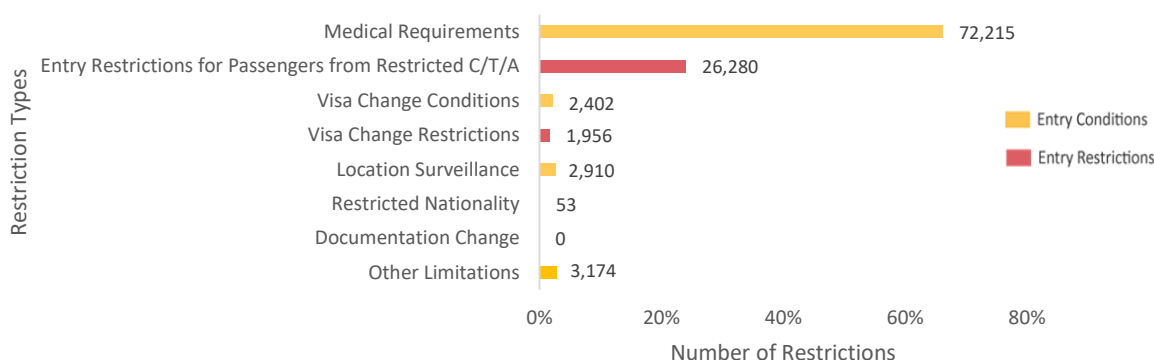 Restriction Types
Medical Requirements 72,215
Entry Restrictions for Passengers from Restricted C/T/A 26,280
Visa Change Conditions 2,402
Visa Change Restrictions 1,956
Location Surveillance 2,910
Restricted Nationality 53
Documentation Change 0
Other Limitations 3,174
0% 20% 40% 60% 80%
Number of Restrictions
Entry Conditions
Entry Restrictions